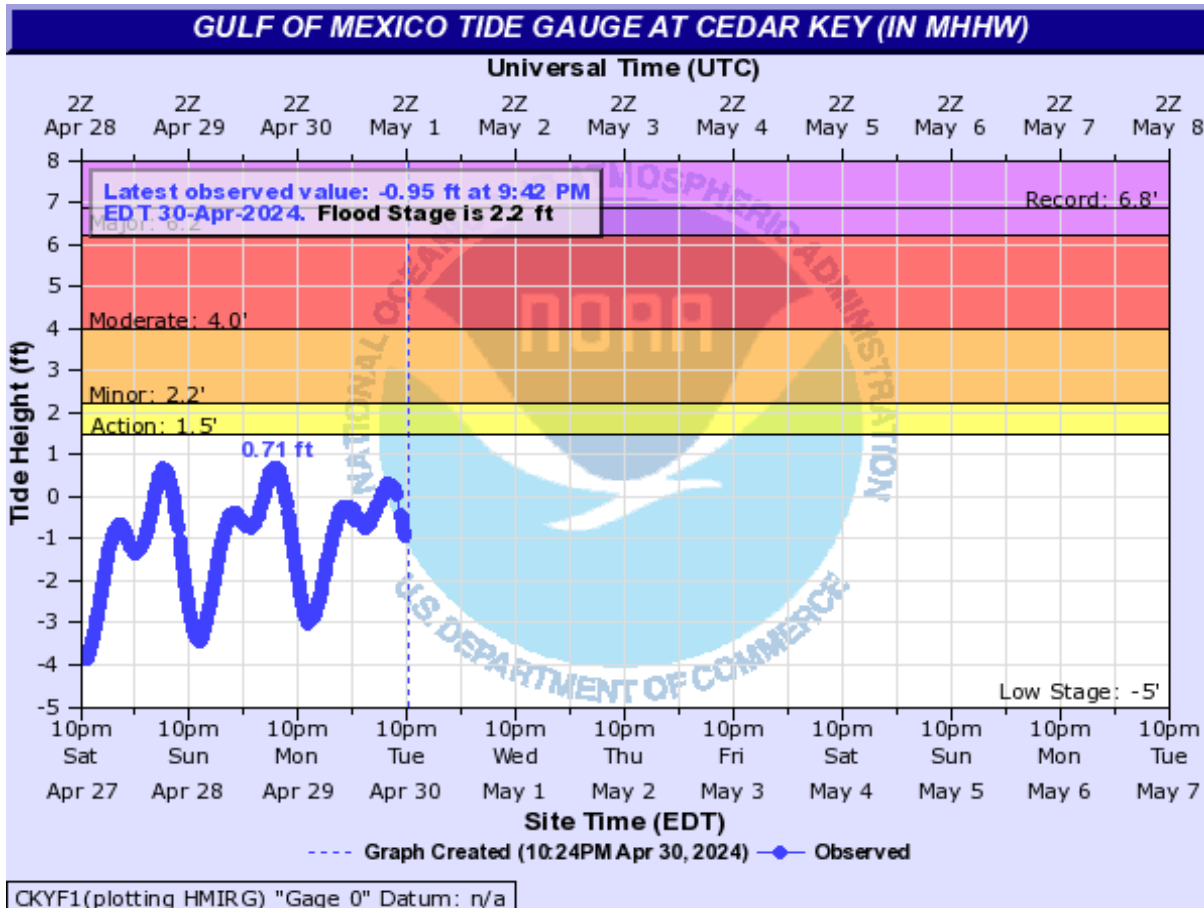 GULF OF MEXICO TIDE GAUGE AT CEDAR KEY (IN MHHW)
Universal Time (UTC)
2Z 2Z 2Z 2Z 2Z 2Z 2Z 2Z 2Z 2Z 2Z
Apr 28 Apr 29 Apr 30 May 1 May 2 May 3 May 4 May 5 May 6 May 7 May 8
8
Latest observed value: -0.95 ft at 9:42 PM
EDT 30-Apr-2024. Flood Stage is 2.2 ft
7
Record: 6.8'
Major: 6.2'
6
5
Moderate: 4.0'
4
3
Minor: 2.2'
2
Action: 1.5'
1
0.71 ft
0
-1
-2
-3
-4
-5
Low Stage: -5'
Tide Height (ft)
NATIONAL OCEANIC AND ATMOSPHERIC ADMINISTRATION
NOAA
U.S. DEPARTMENT OF COMMERCE
10pm 10pm 10pm 10pm 10pm 10pm 10pm 10pm 10pm 10pm 10pm
Sat Sun Mon Tue Wed Thu Fri Sat Sun Mon Tue
Apr 27 Apr 28 Apr 29 Apr 30 May 1 May 2 May 3 May 4 May 5 May 6 May 7
Site Time (EDT)
Graph Created (10:24PM Apr 30, 2024) Observed
CKYF1(plotting HMIRG) "Gage 0" Datum: n/a